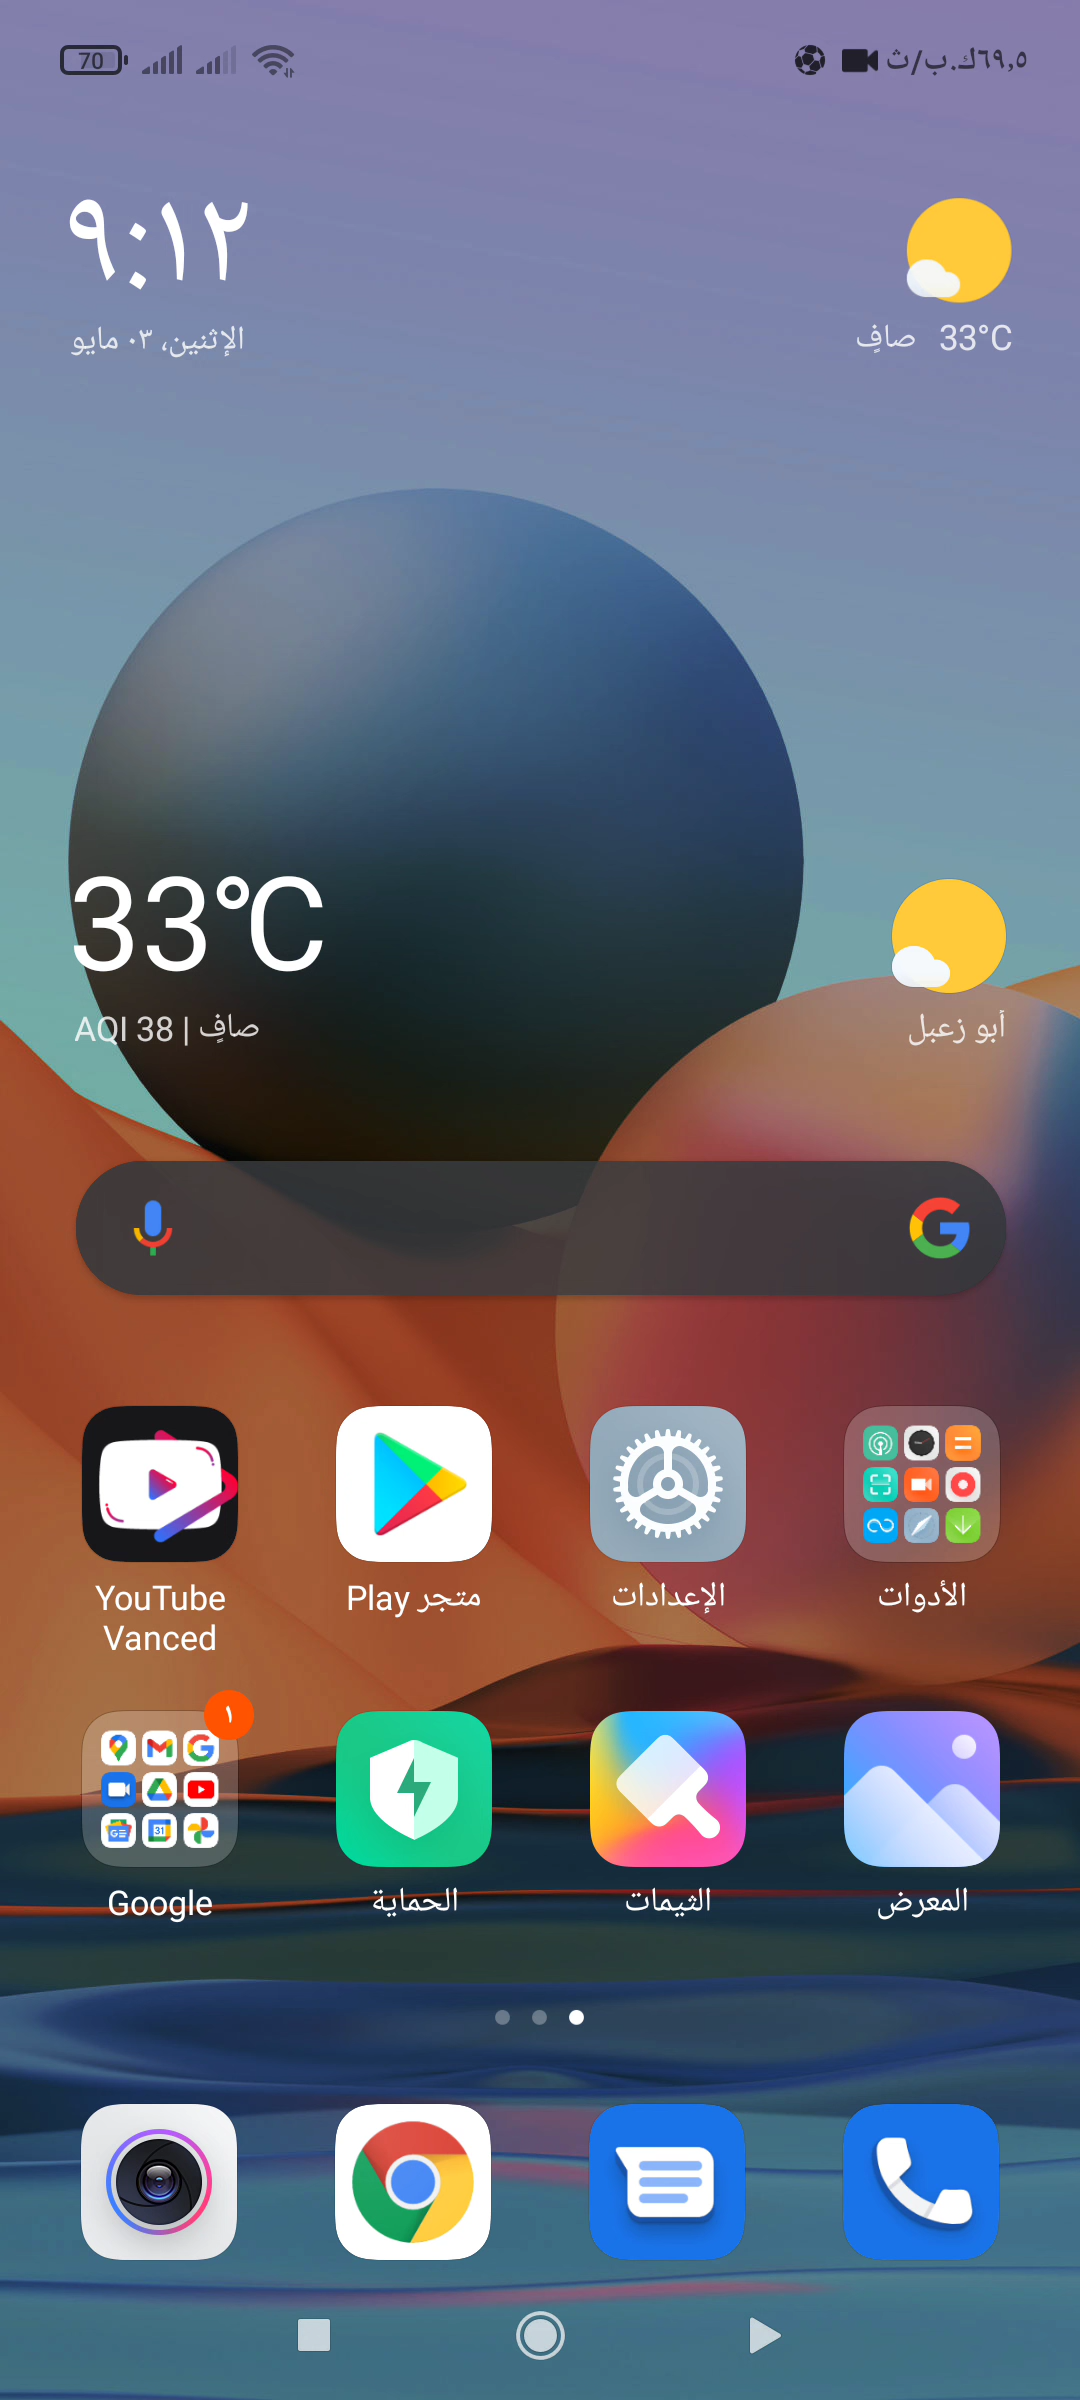 70
٦٩,٥ك.ب/ث
٩:١٢
الإثنين، ٠٣ مايو
33°C صافٍ
33°C
AQI 38 | صافٍ
أبو زعبل
YouTube
Vanced
متجر Play
الإعدادات
الأدوات
١
31
Google
الحماية
الثيمات
المعرض